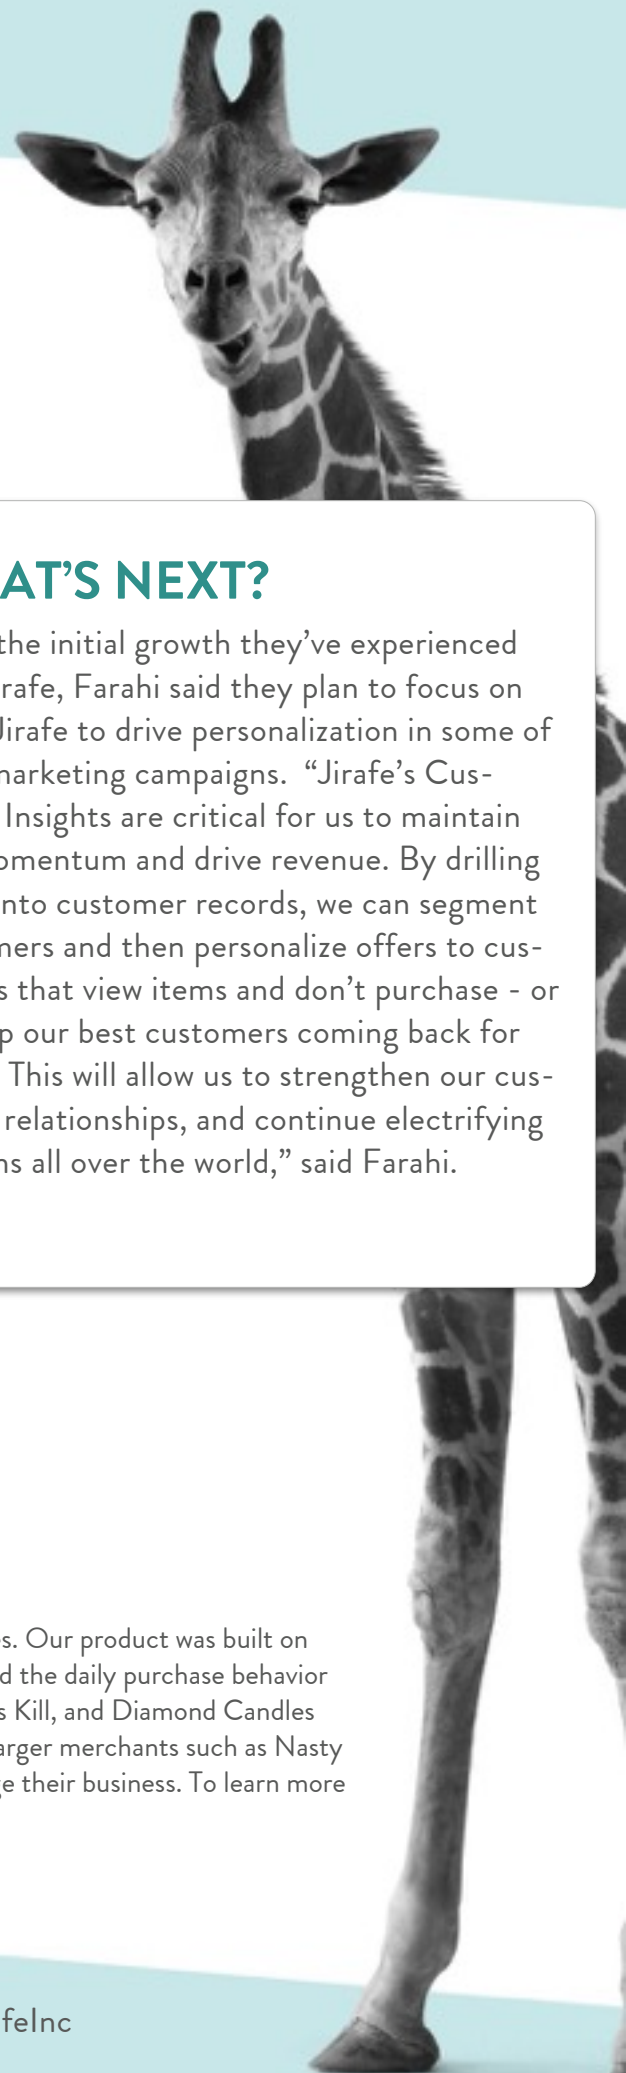 AT’S NEXT?
the initial growth they’ve experienced
rafe, Farahi said they plan to focus on
Jirafe to drive personalization in some of
marketing campaigns. “Jirafe’s Cus-
Insights are critical for us to maintain
omentum and drive revenue. By drilling
nto customer records, we can segment
mers and then personalize offers to cus-
s that view items and don’t purchase - or
p our best customers coming back for
This will allow us to strengthen our cus-
relationships, and continue electrifying
ns all over the world,” said Farahi.
s. Our product was built on
d the daily purchase behavior
s Kill, and Diamond Candles
arger merchants such as Nasty
ge their business. To learn more
feInc